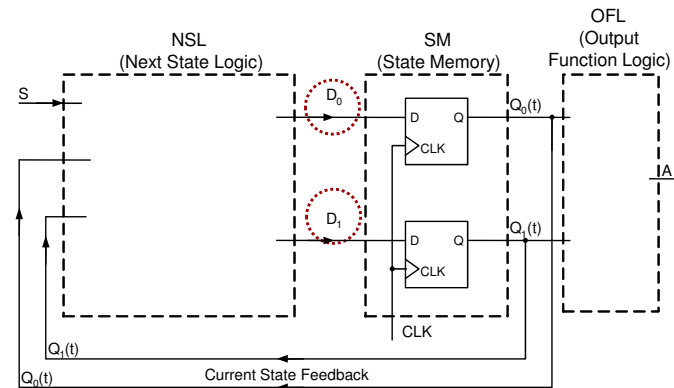 NSL
(Next State Logic)
SM
(State Memory)
OFL
(Output
Function Logic)
S
D₀
D Q
CLK
Q₀(t)
A
D₁
D Q
CLK
Q₁(t)
CLK
Q₁(t)
Current State Feedback
Q₀(t)